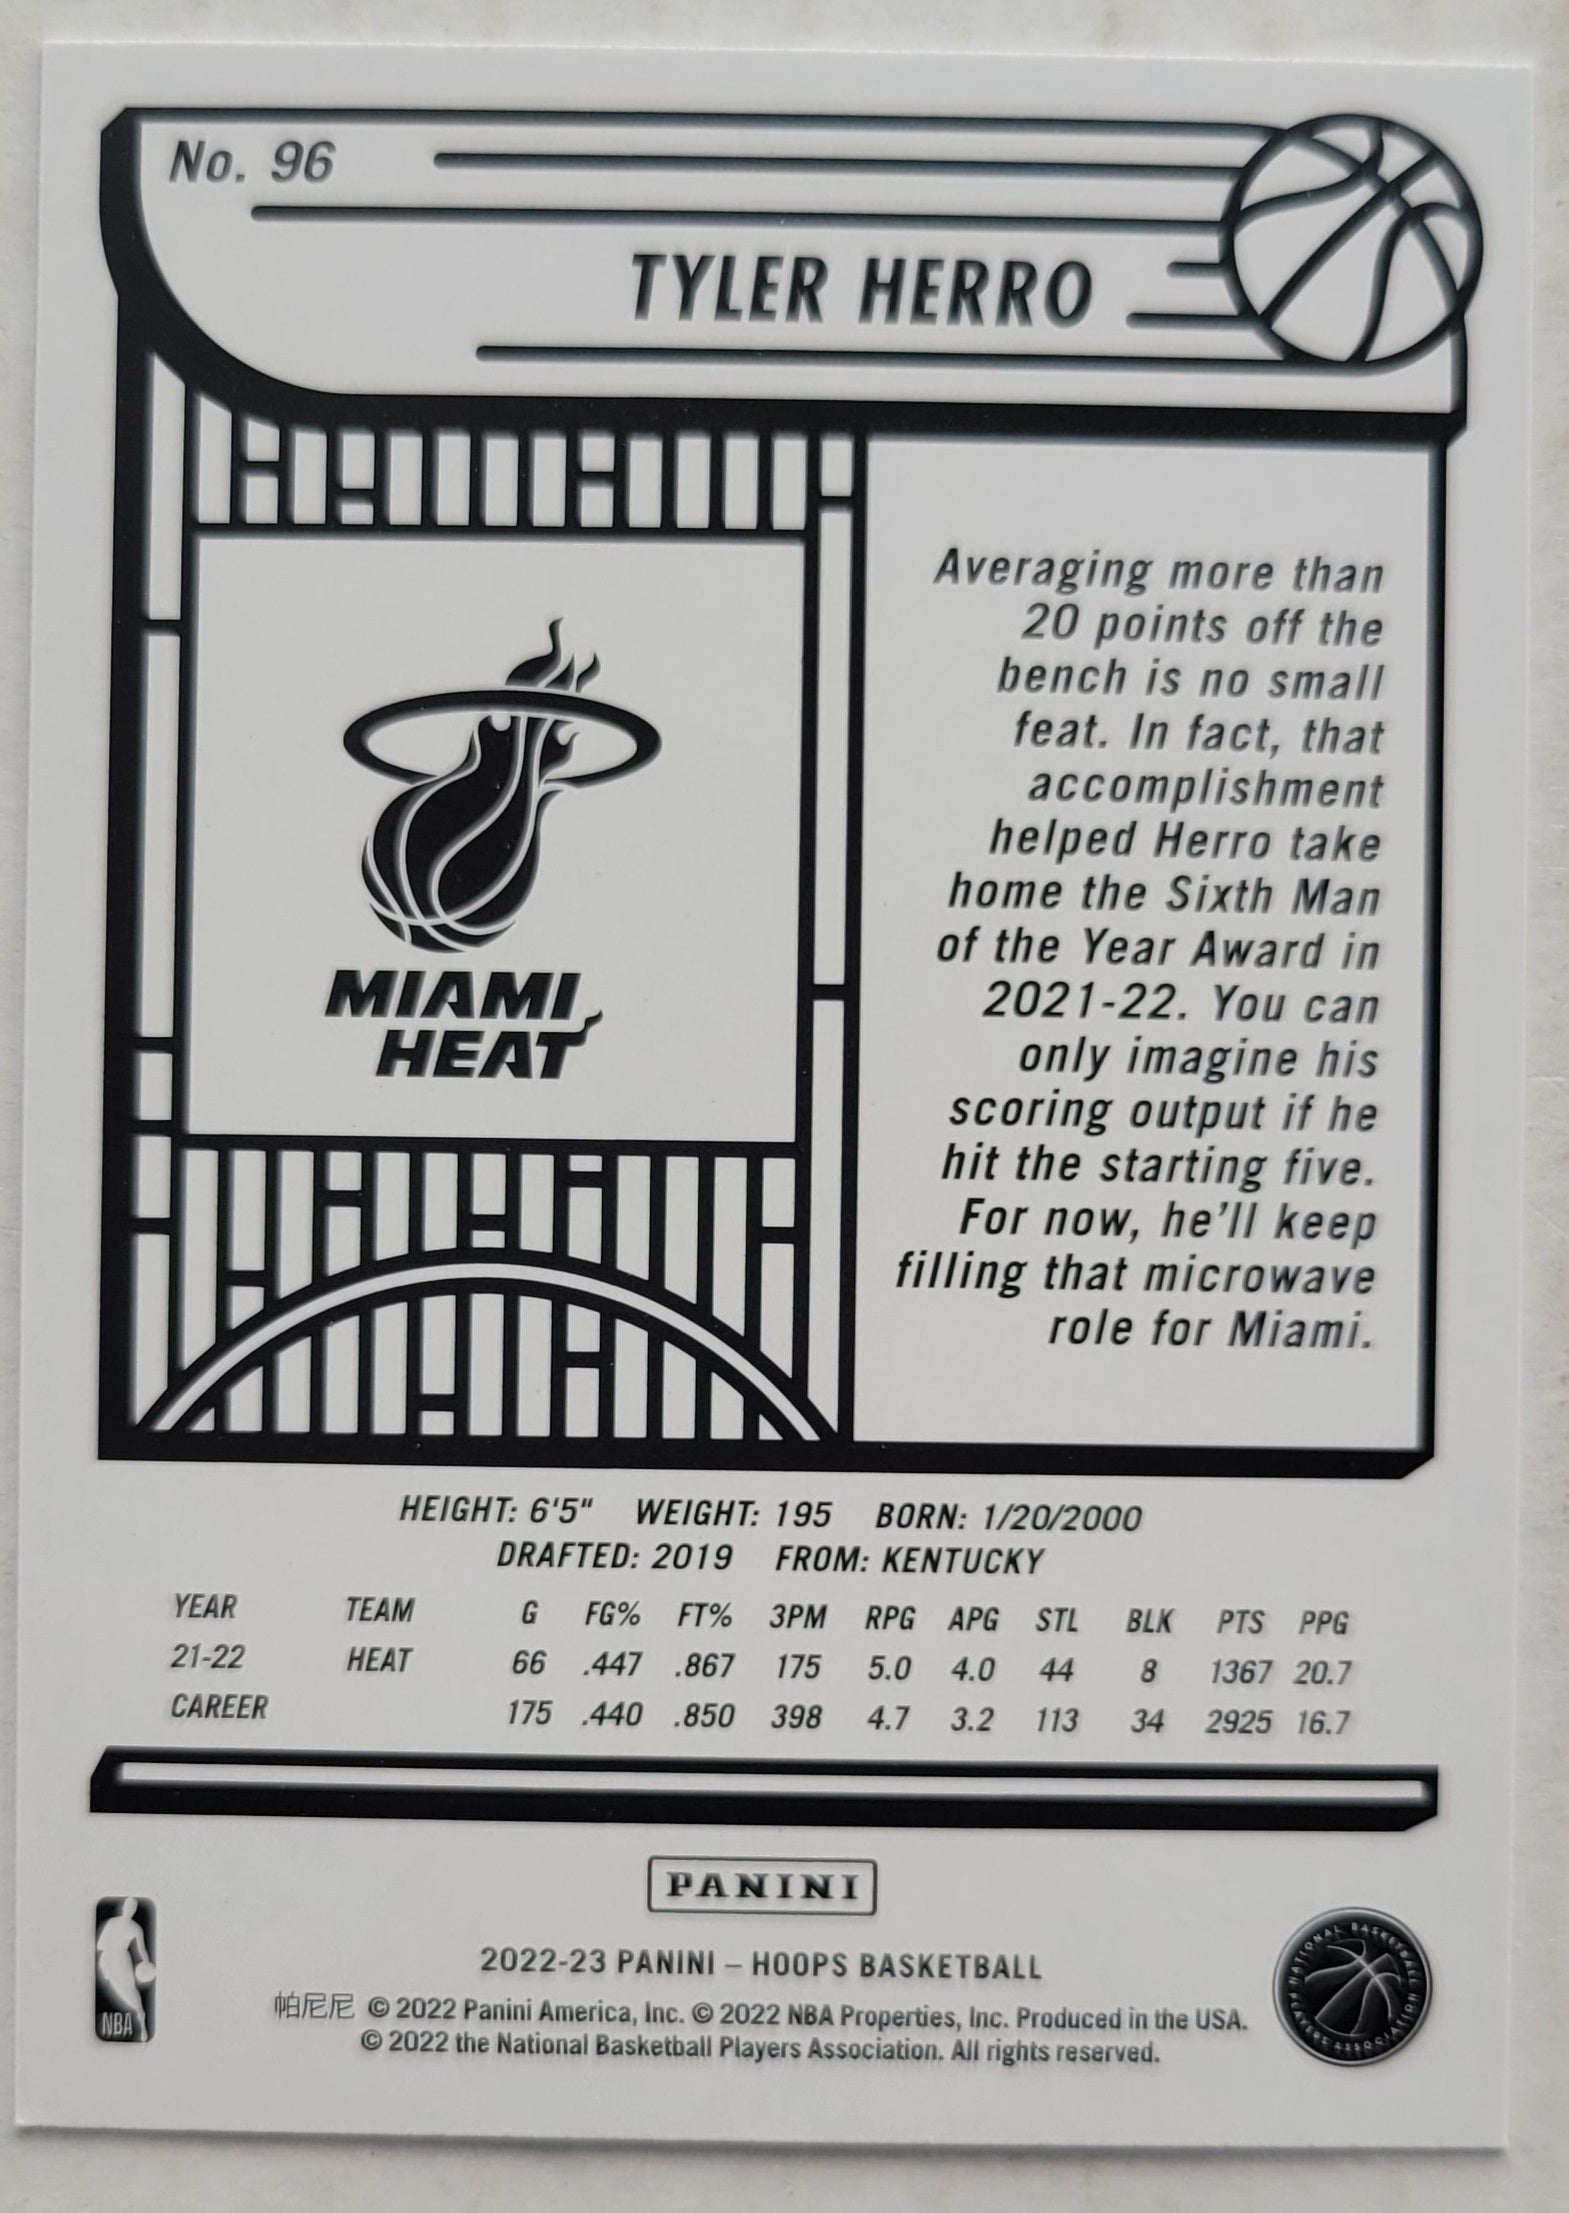 No. 96
TYLER HERRO
Averaging more than
20 points off the
bench is no small
feat. In fact, that
accomplishment
helped Herro take
home the Sixth Man
of the Year Award in
2021-22. You can
only imagine his
scoring output if he
hit the starting five.
For now, he'll keep
filling that microwave
role for Miami.
MIAMI
HEAT
HEIGHT: 6'5" WEIGHT: 195 BORN: 1/20/2000
DRAFTED: 2019 FROM: KENTUCKY
YEAR TEAM G FG% FT% 3PM RPG APG STL BLK PTS PPG
21-22 HEAT 66 .447 .867 175 5.0 4.0 44 8 1367 20.7
CAREER 175 .440 .850 398 4.7 3.2 113 34 2925 16.7
PANINI
2022-23 PANINI – HOOPS BASKETBALL
帕尼尼 © 2022 Panini America, Inc. © 2022 NBA Properties, Inc. Produced in the USA.
© 2022 the National Basketball Players Association. All rights reserved.
NBA
NATIONAL BASKETBALL PLAYERS ASSOCIATION